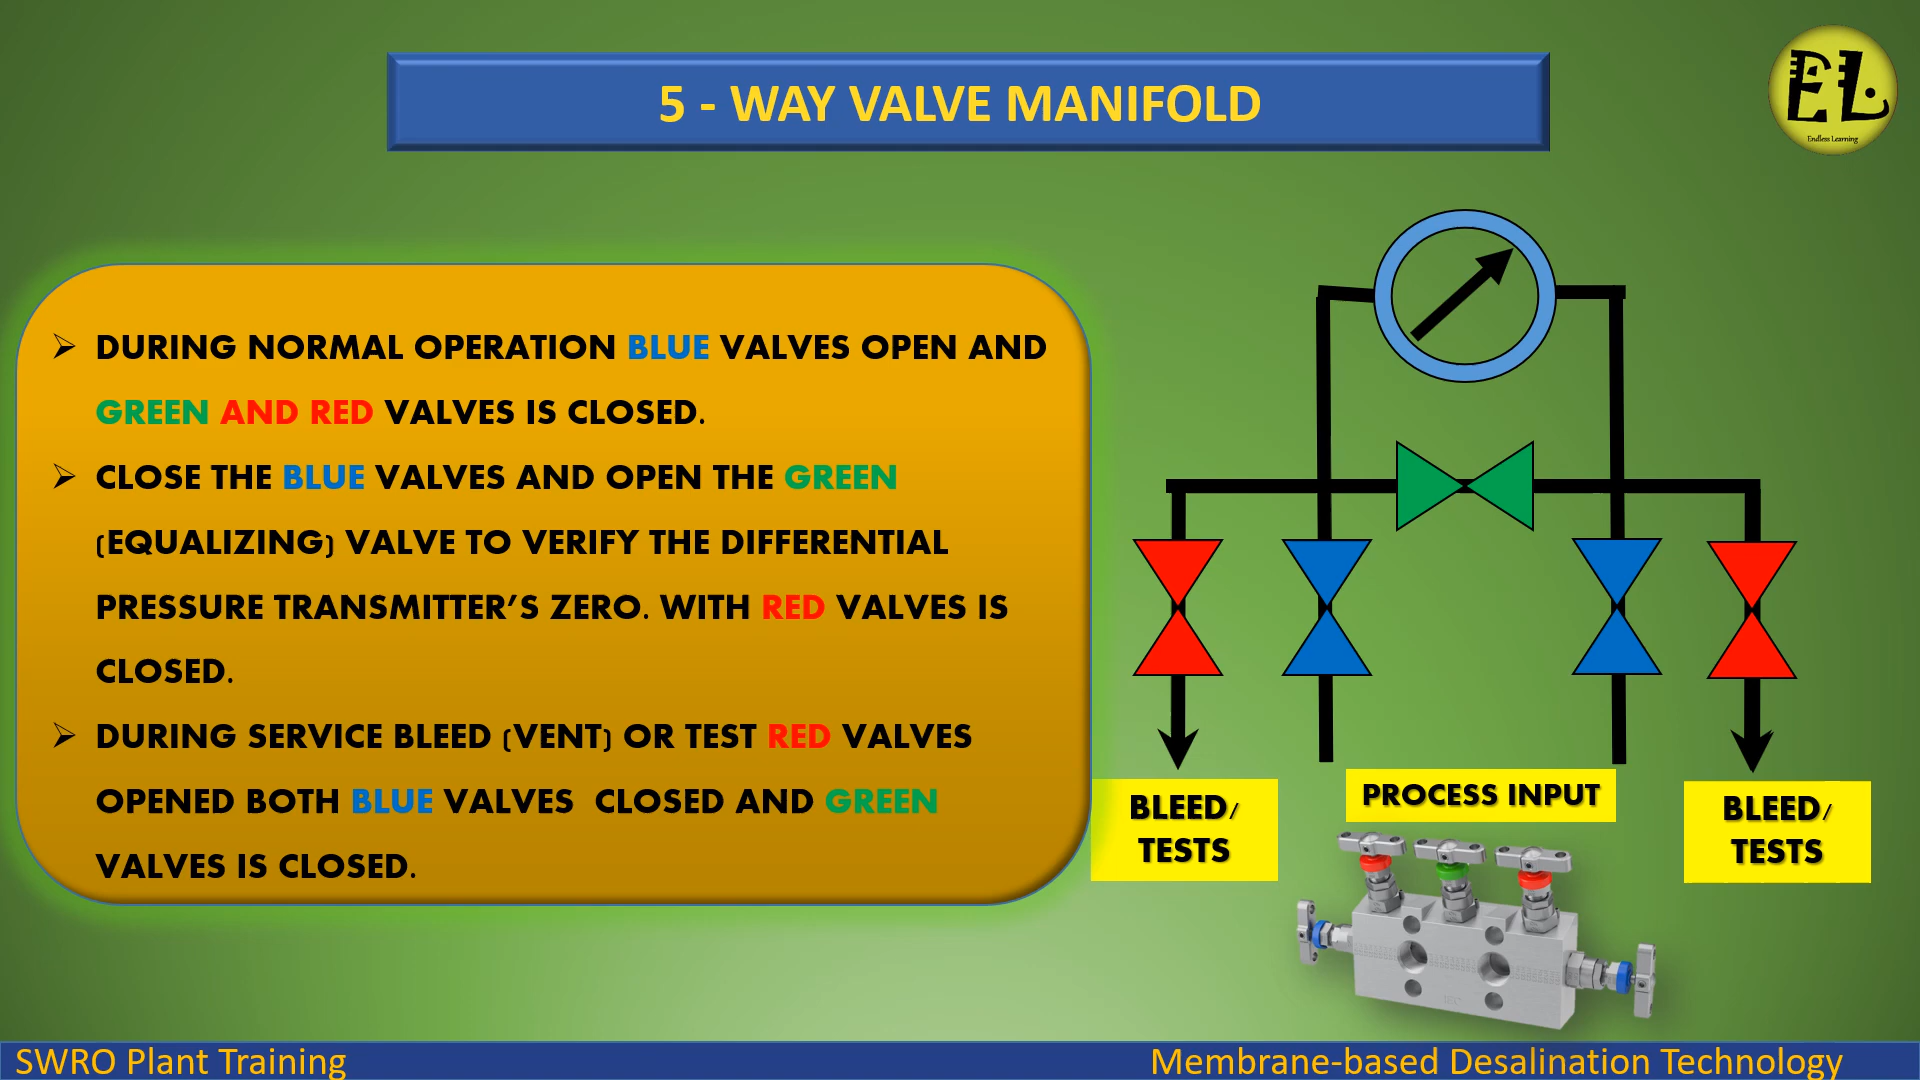 5 - WAY VALVE MANIFOLD
EL
Endless Learning
DURING NORMAL OPERATION BLUE VALVES OPEN AND
GREEN AND RED VALVES IS CLOSED.
CLOSE THE BLUE VALVES AND OPEN THE GREEN
(EQUALIZING) VALVE TO VERIFY THE DIFFERENTIAL
PRESSURE TRANSMITTER’S ZERO. WITH RED VALVES IS
CLOSED.
DURING SERVICE BLEED (VENT) OR TEST RED VALVES
OPENED BOTH BLUE VALVES CLOSED AND GREEN
VALVES IS CLOSED.
BLEED/
TESTS
PROCESS INPUT
BLEED/
TESTS
SWRO Plant Training
Membrane-based Desalination Technology